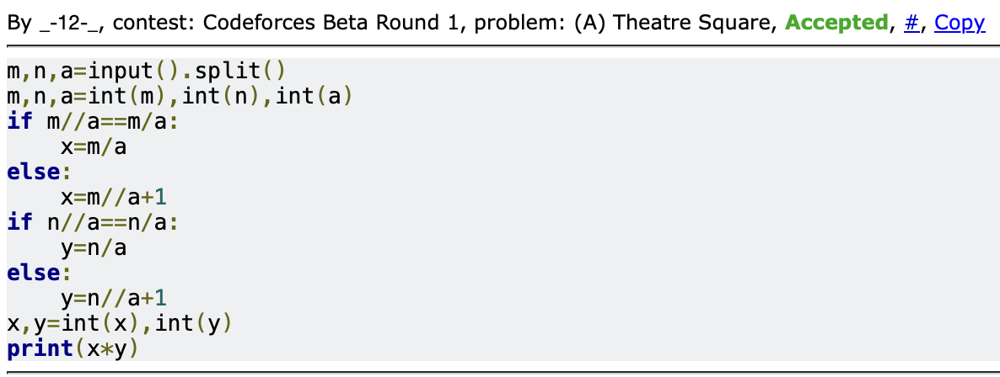 By _-12-_, contest: Codeforces Beta Round 1, problem: (A) Theatre Square, Accepted, #, Copy
m,n,a=input().split()
m,n,a=int(m),int(n),int(a)
if m//a==m/a:
    x=m/a
else:
    x=m//a+1
if n//a==n/a:
    y=n/a
else:
    y=n//a+1
x,y=int(x),int(y)
print(x*y)